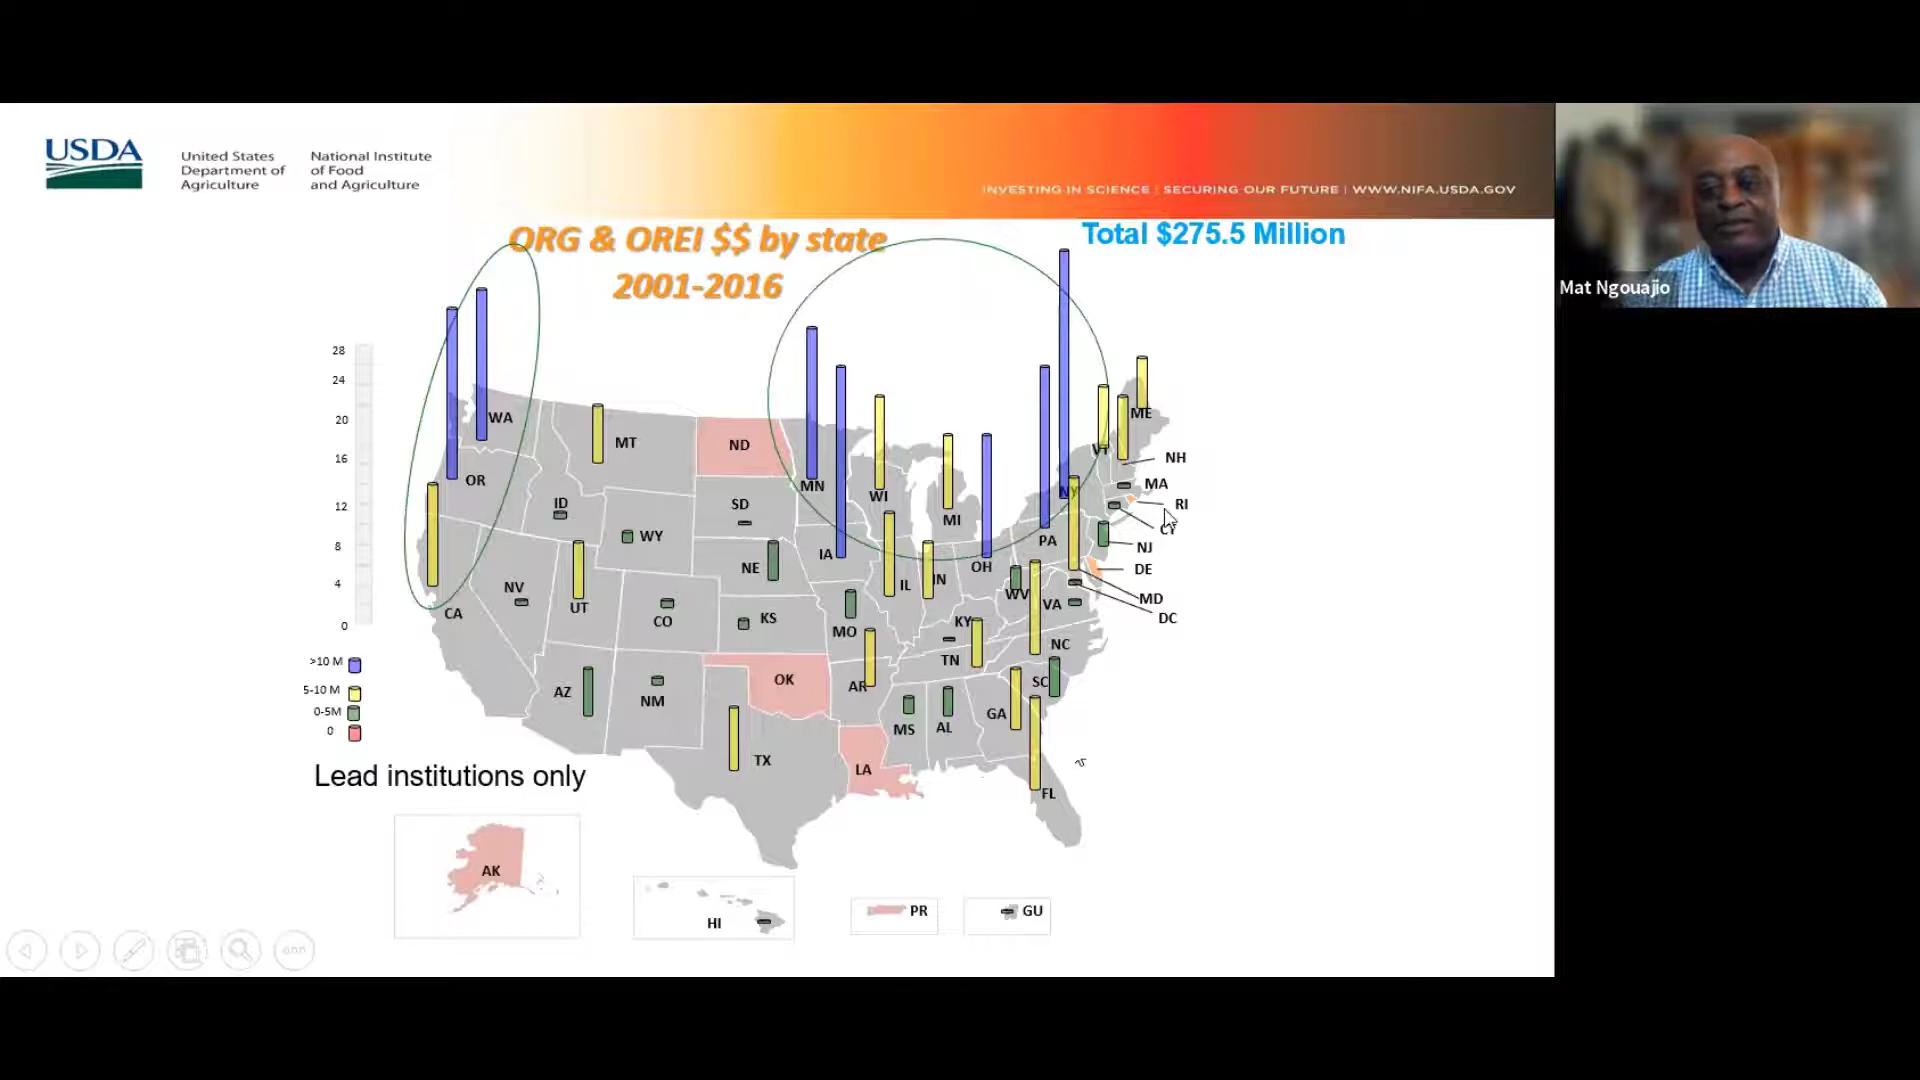 USDA
United States
Department of
Agriculture
National Institute
of Food
and Agriculture
INVESTING IN SCIENCE | SECURING OUR FUTURE | WWW.NIFA.USDA.GOV
ORG & OREI $$ by state
2001-2016
Total $275.5 Million
Mat Ngouajio
28
24
20
16
12
8
4
0
>10 M
5-10 M
0-5M
0
Lead institutions only
WA
MT
ND
ME
VT
NH
OR
MN
WI
NY
MA
ID
SD
MI
RI
CY
WY
PA
NJ
IA
OH
NE
DE
NV
IL
IN
UT
WV
VA
MD
CA
CO
KS
MO
KY
DC
NC
TN
AZ
NM
OK
AR
SC
MS
AL
GA
TX
LA
FL
AK
HI
PR
GU